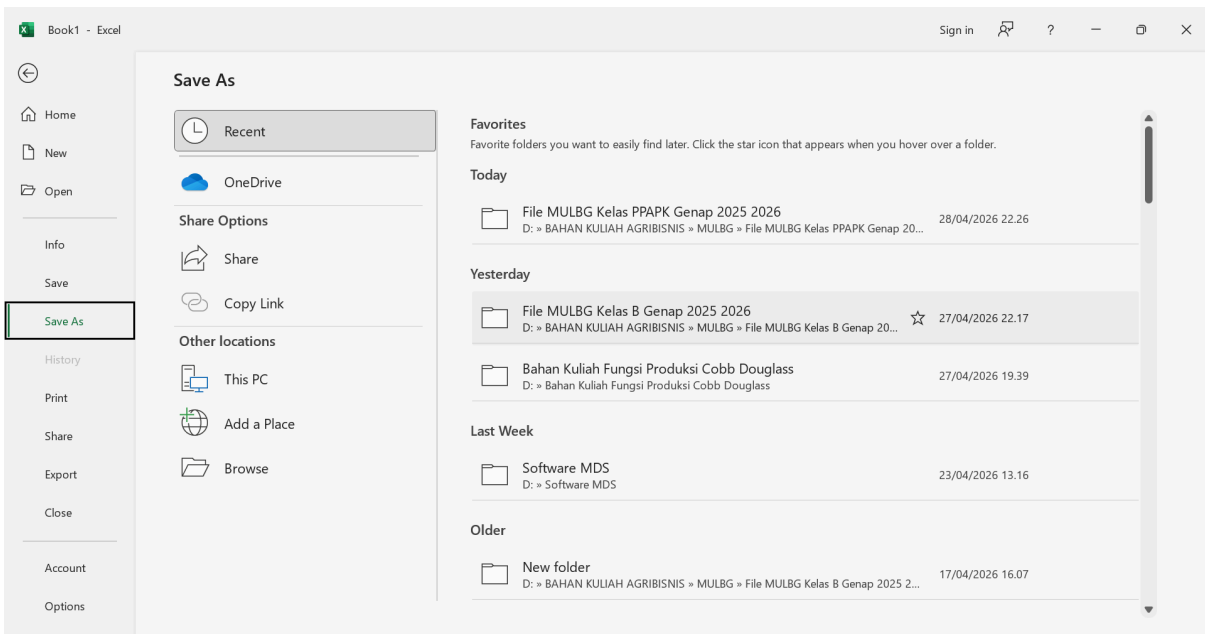 Book1 - Excel
Sign in
?
Save As
Home
New
Open
Info
Save
Save As
History
Print
Share
Export
Close
Account
Options
Recent
OneDrive
Share Options
Share
Copy Link
Other locations
This PC
Add a Place
Browse
Favorites
Favorite folders you want to easily find later. Click the star icon that appears when you hover over a folder.
Today
File MULBG Kelas PPAPK Genap 2025 2026
D: » BAHAN KULIAH AGRIBISNIS » MULBG » File MULBG Kelas PPAPK Genap 20...
28/04/2026 22.26
Yesterday
File MULBG Kelas B Genap 2025 2026
D: » BAHAN KULIAH AGRIBISNIS » MULBG » File MULBG Kelas B Genap 20...
27/04/2026 22.17
Bahan Kuliah Fungsi Produksi Cobb Douglass
D: » Bahan Kuliah Fungsi Produksi Cobb Douglass
27/04/2026 19.39
Last Week
Software MDS
D: » Software MDS
23/04/2026 13.16
Older
New folder
D: » BAHAN KULIAH AGRIBISNIS » MULBG » File MULBG Kelas B Genap 2025 2...
17/04/2026 16.07